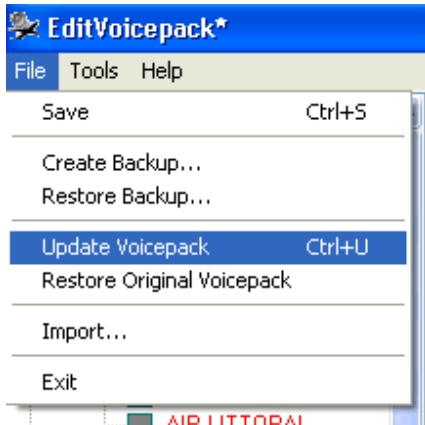 EditVoicepack*
File Tools Help
Save Ctrl+S
Create Backup...
Restore Backup...
Update Voicepack Ctrl+U
Restore Original Voicepack
Import...
Exit
AIR LITTORAL